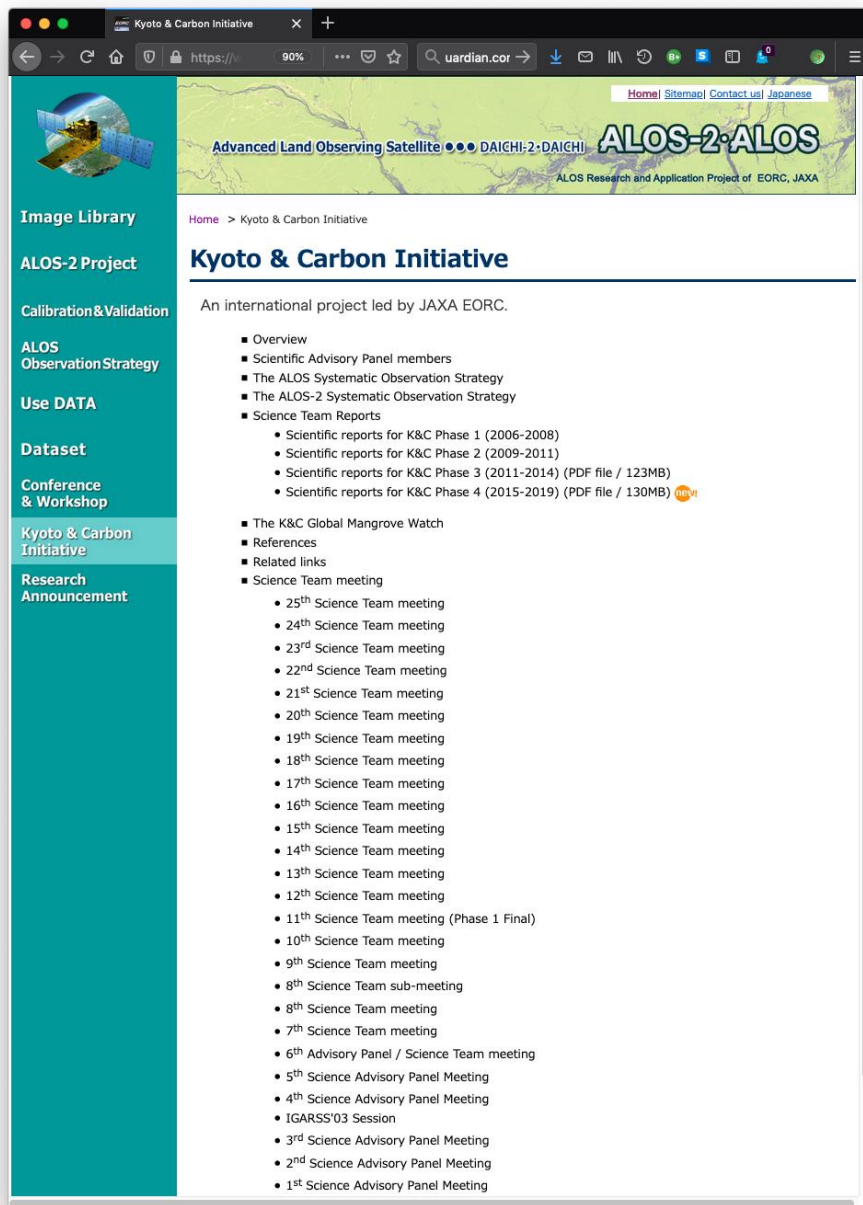 Kyoto & Carbon Initiative
https://
90%
uardian.cor
0
Home| Sitemap| Contact us| Japanese
Advanced Land Observing Satellite ●●● DAICHI-2・DAICHI ALOS-2・ALOS
ALOS Research and Application Project of EORC, JAXA
Image Library
ALOS-2 Project
Calibration&Validation
ALOS
Observation Strategy
Use DATA
Dataset
Conference
& Workshop
Kyoto & Carbon
Initiative
Research
Announcement
Home > Kyoto & Carbon Initiative
Kyoto & Carbon Initiative
An international project led by JAXA EORC.
■ Overview
■ Scientific Advisory Panel members
■ The ALOS Systematic Observation Strategy
■ The ALOS-2 Systematic Observation Strategy
■ Science Team Reports
• Scientific reports for K&C Phase 1 (2006-2008)
• Scientific reports for K&C Phase 2 (2009-2011)
• Scientific reports for K&C Phase 3 (2011-2014) (PDF file / 123MB)
• Scientific reports for K&C Phase 4 (2015-2019) (PDF file / 130MB) new!
■ The K&C Global Mangrove Watch
■ References
■ Related links
■ Science Team meeting
• 25th Science Team meeting
• 24th Science Team meeting
• 23rd Science Team meeting
• 22nd Science Team meeting
• 21st Science Team meeting
• 20th Science Team meeting
• 19th Science Team meeting
• 18th Science Team meeting
• 17th Science Team meeting
• 16th Science Team meeting
• 15th Science Team meeting
• 14th Science Team meeting
• 13th Science Team meeting
• 12th Science Team meeting
• 11th Science Team meeting (Phase 1 Final)
• 10th Science Team meeting
• 9th Science Team meeting
• 8th Science Team sub-meeting
• 8th Science Team meeting
• 7th Science Team meeting
• 6th Advisory Panel / Science Team meeting
• 5th Science Advisory Panel Meeting
• 4th Science Advisory Panel Meeting
• IGARSS'03 Session
• 3rd Science Advisory Panel Meeting
• 2nd Science Advisory Panel Meeting
• 1st Science Advisory Panel Meeting